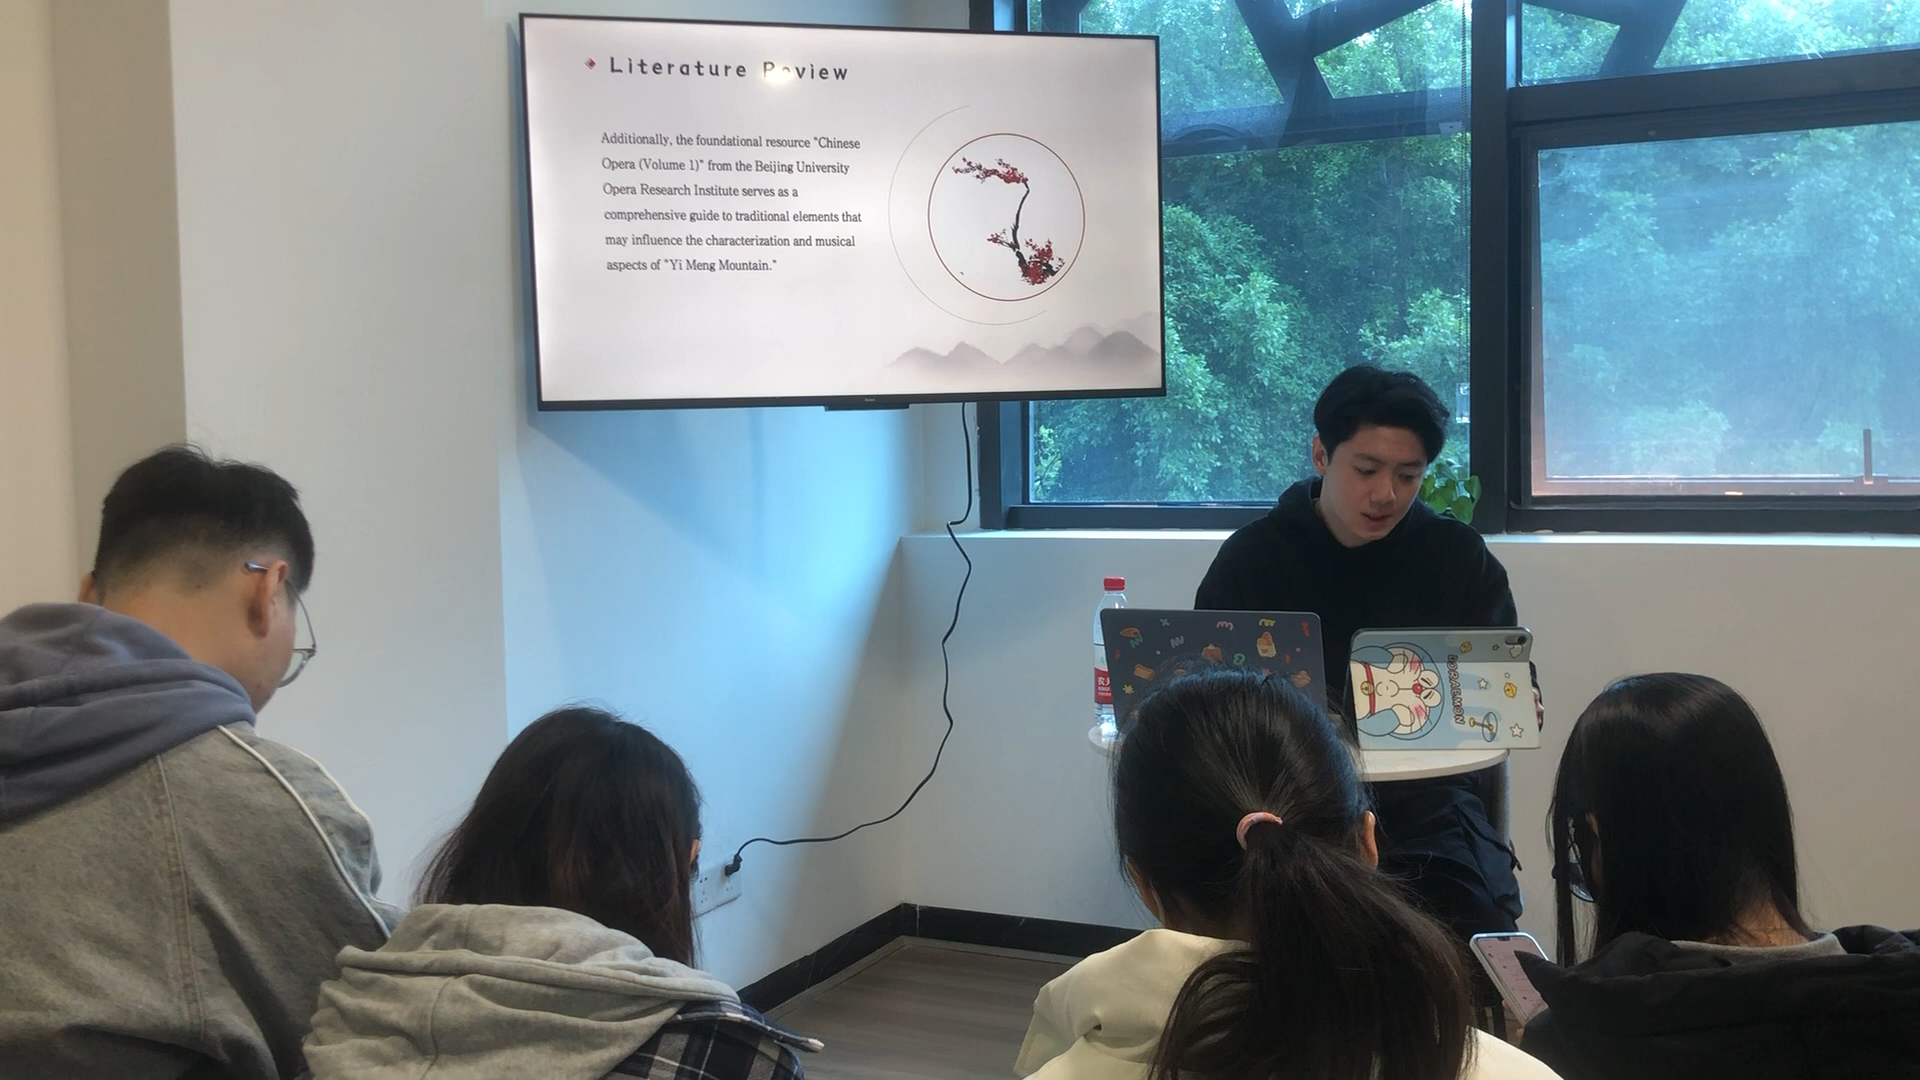 Literature Review
Additionally, the foundational resource "Chinese
Opera (Volume 1)" from the Beijing University
Opera Research Institute serves as a
comprehensive guide to traditional elements that
may influence the characterization and musical
aspects of "Yi Meng Mountain."
DORAEMON